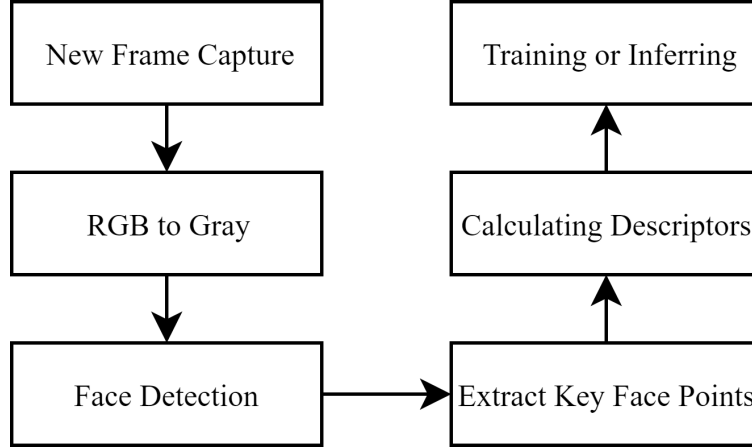 New Frame Capture
RGB to Gray
Face Detection
Extract Key Face Points
Calculating Descriptors
Training or Inferring